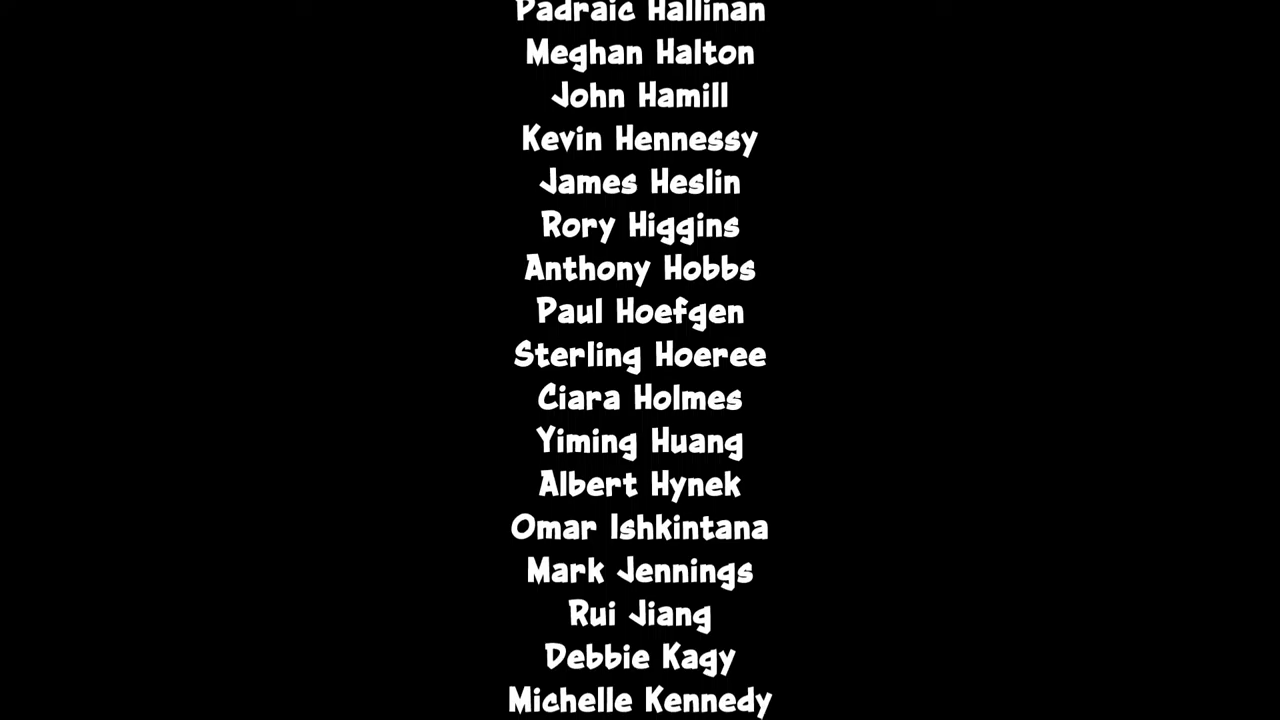 Padraic Hallinan
Meghan Halton
John Hamill
Kevin Hennessy
James Heslin
Rory Higgins
Anthony Hobbs
Paul Hoefgen
Sterling Hoeree
Ciara Holmes
Yiming Huang
Albert Hynek
Omar Ishkintana
Mark Jennings
Rui Jiang
Debbie Kagy
Michelle Kennedy